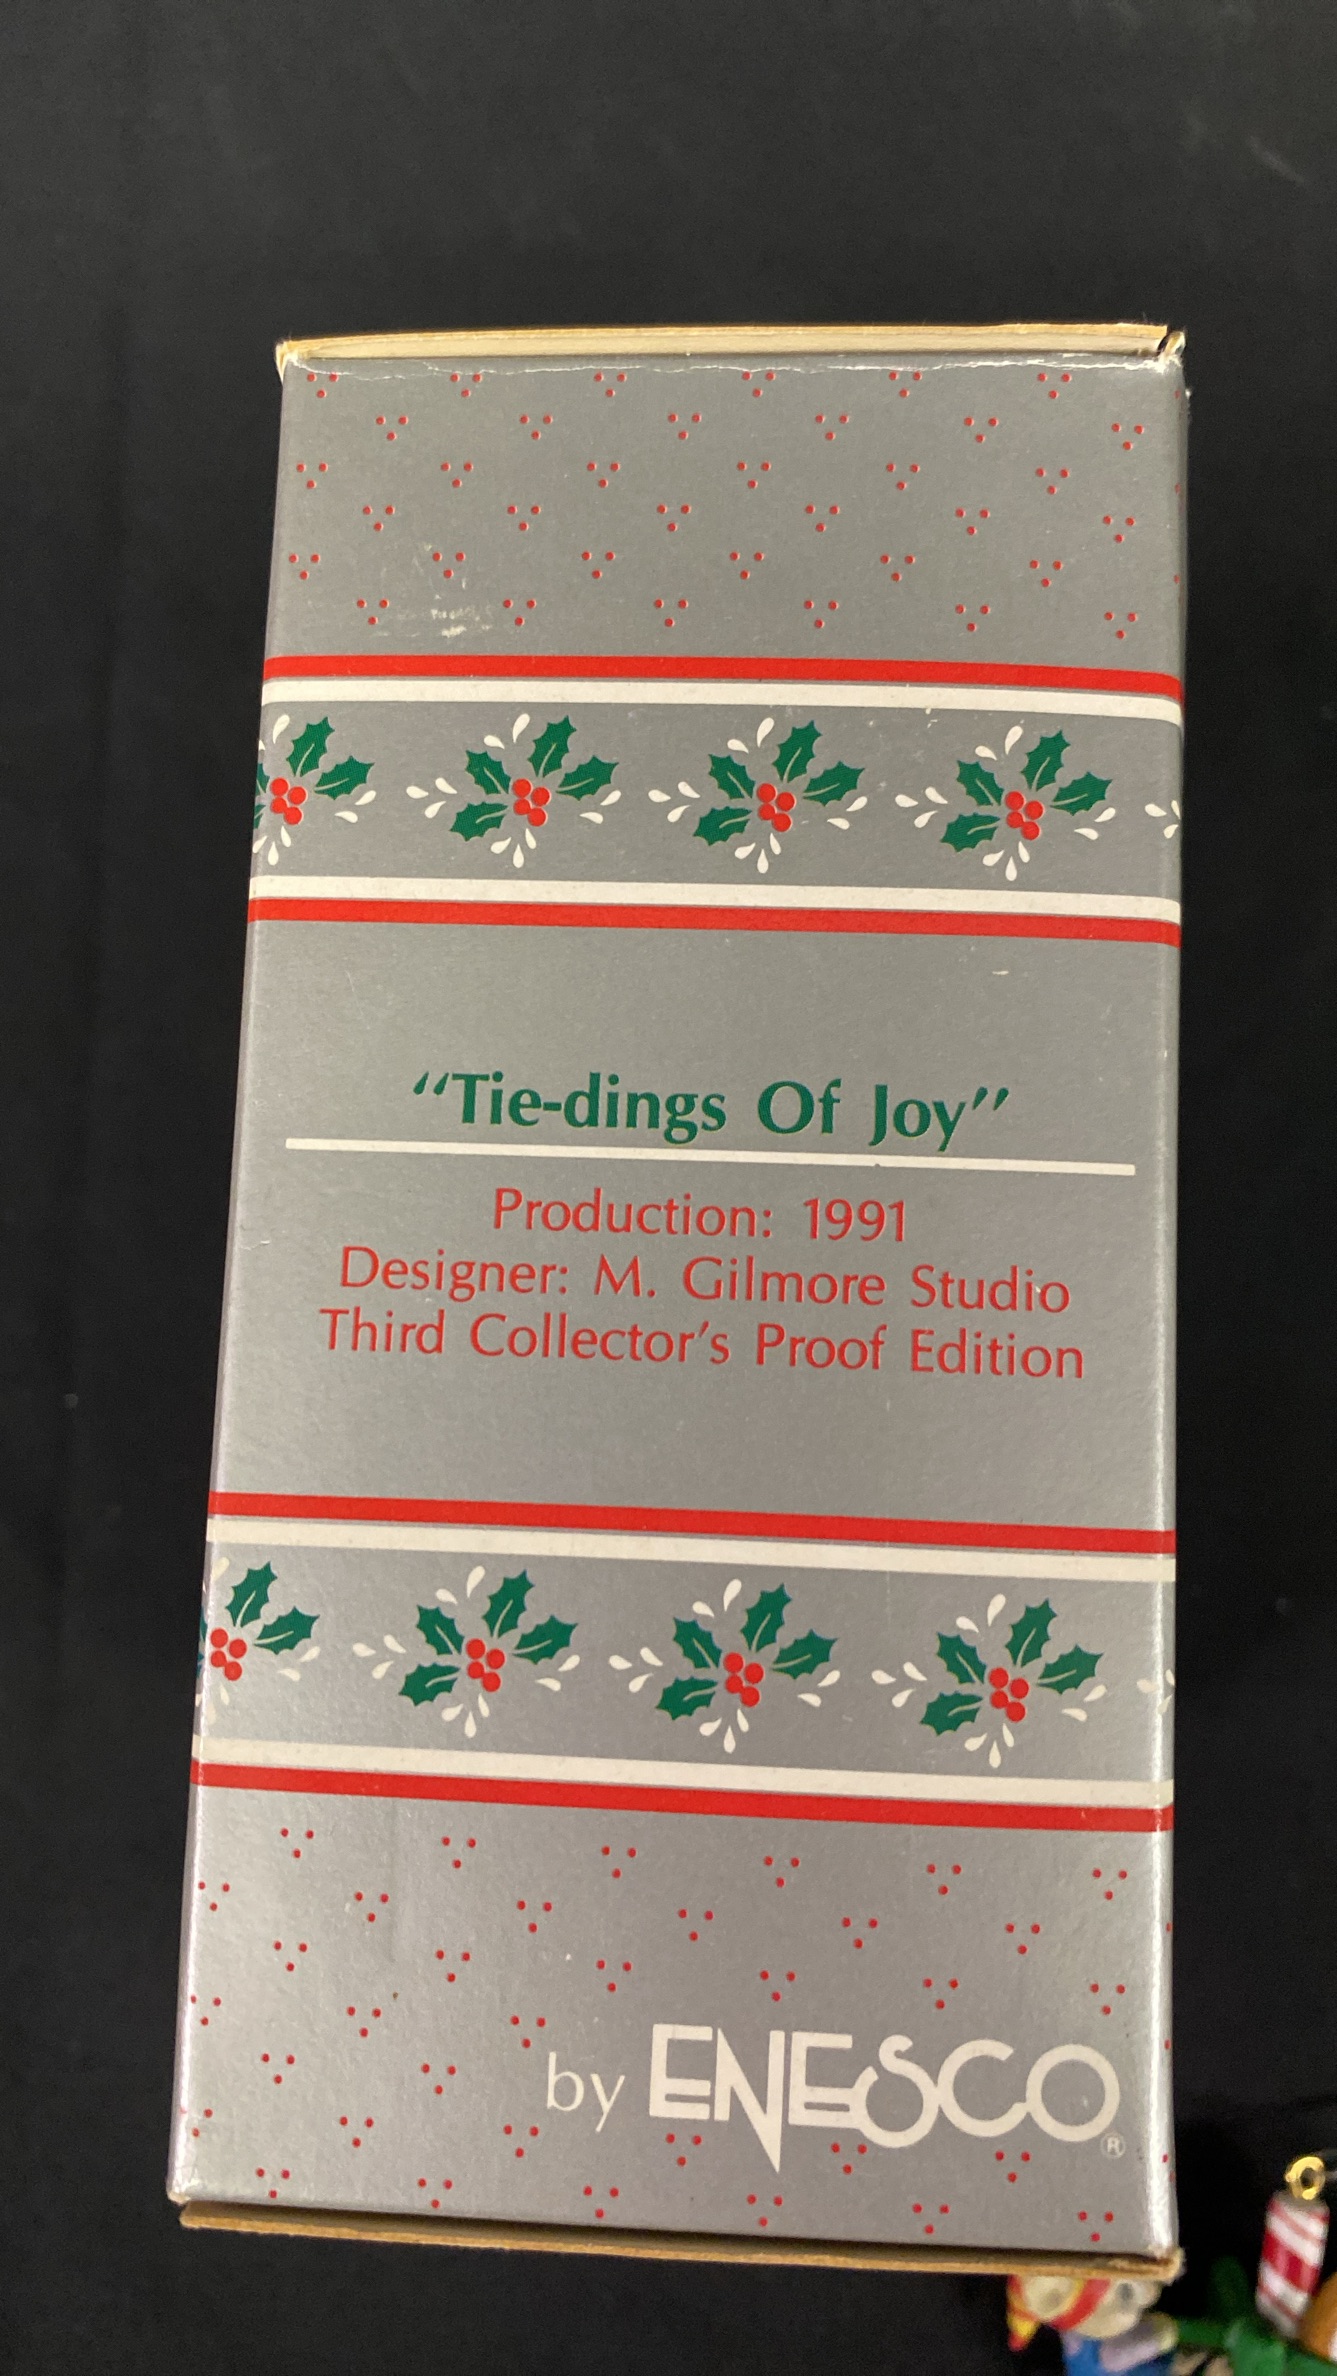 “Tie-dings Of Joy”
Production: 1991
Designer: M. Gilmore Studio
Third Collector's Proof Edition
by ENESCO®